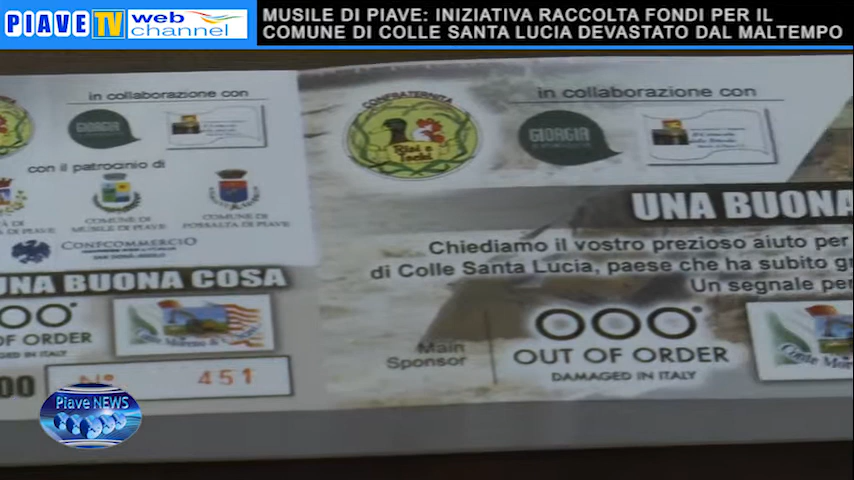 PIAVE TV web channel
MUSILE DI PIAVE: INIZIATIVA RACCOLTA FONDI PER IL
COMUNE DI COLLE SANTA LUCIA DEVASTATO DAL MALTEMPO
in collaborazione con
GIORGIA
con il patrocinio di
COMUNE DI
MUSILE DI PIAVE
COMUNE DI
FOSSALTA DI PIAVE
CONFCOMMERCIO
UNA BUONA COSA
OOO
OUT OF ORDER
DAMAGED IN ITALY
N° 451
CONFRATERNITA
Bisi e
Tochi
in collaborazione con
GIORGIA
UNA BUONA
Chiediamo il vostro prezioso aiuto per
di Colle Santa Lucia, paese che ha subito
Un segnale per
Main
Sponsor
OOO
OUT OF ORDER
DAMAGED IN ITALY
Piave NEWS